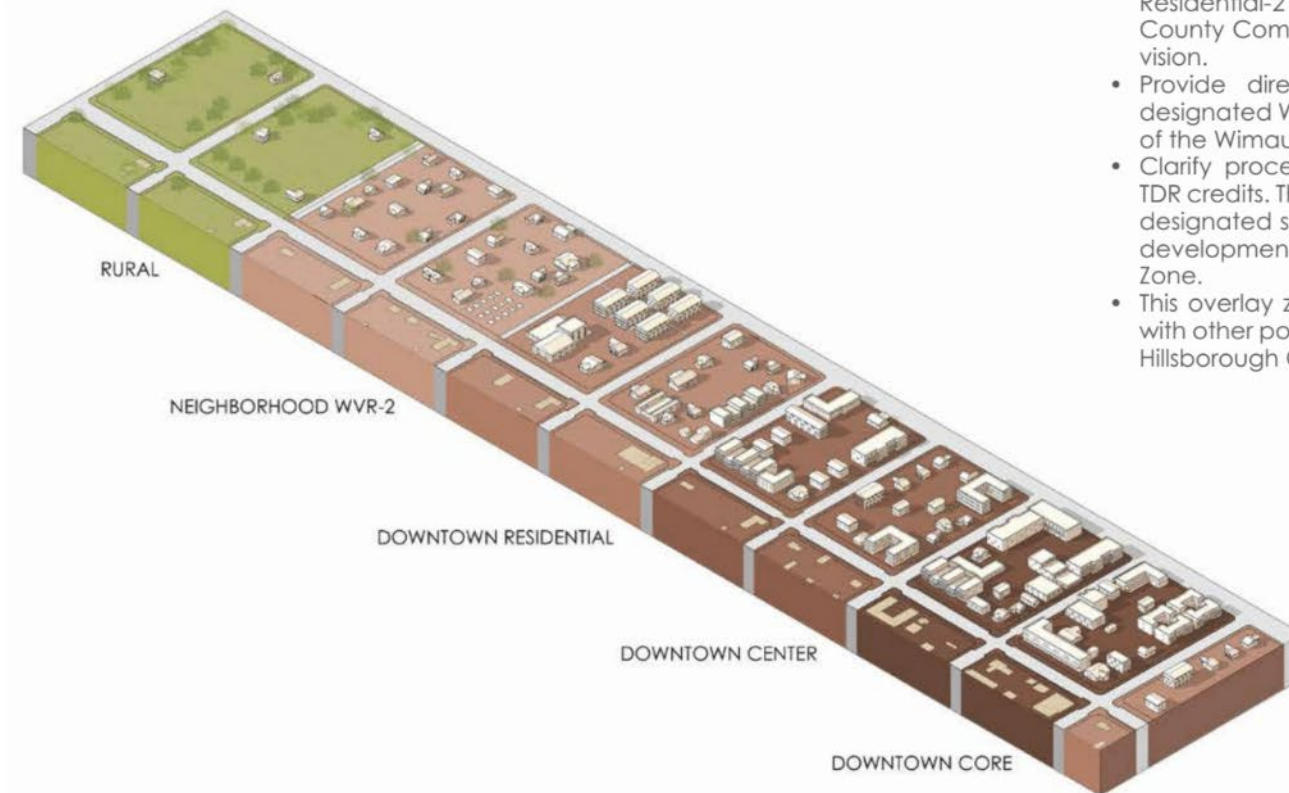 RURAL
NEIGHBORHOOD WVR-2
DOWNTOWN RESIDENTIAL
DOWNTOWN CENTER
DOWNTOWN CORE
Residential-2
County Com
vision.
• Provide dire
designated W
of the Wimau
• Clarify proce
TDR credits. Th
designated s
developmen
Zone.
• This overlay z
with other po
Hillsborough C